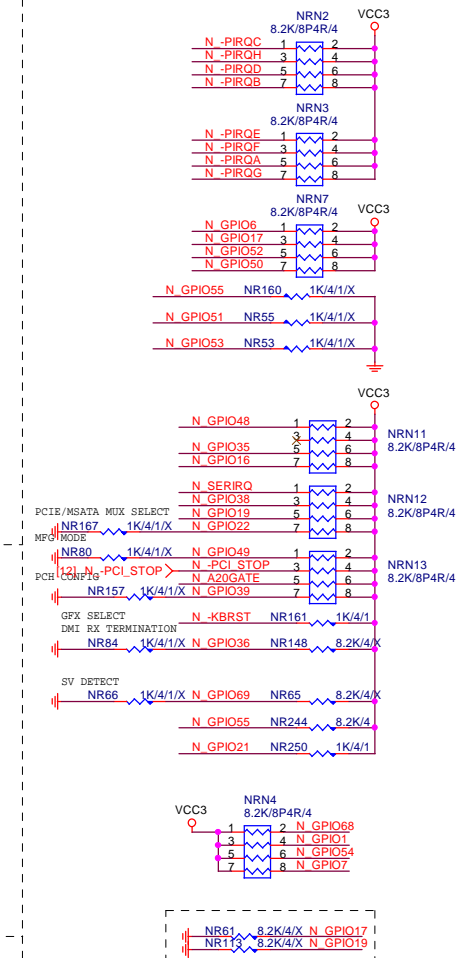 NRN2
8.2K/8P4R/4
VCC3
N_-PIRQC 1 2
N_-PIRQH 3 4
N_-PIRQD 5 6
N_-PIRQB 7 8
NRN3
8.2K/8P4R/4
N_-PIRQE 1 2
N_-PIRQF 3 4
N_-PIRQA 5 6
N_-PIRQG 7 8
NRN7
8.2K/8P4R/4
VCC3
N_GPIO6 1 2
N_GPIO17 3 4
N_GPIO52 5 6
N_GPIO50 7 8
N_GPIO55 NR160 1K/4/1/X
N_GPIO51 NR55 1K/4/1/X
N_GPIO53 NR53 1K/4/1/X
VCC3
N_GPIO48 1 2
3 4
N_GPIO35 5 6
N_GPIO16 7 8
NRN11
8.2K/8P4R/4
N_SERIRQ 1 2
N_GPIO38 3 4
N_GPIO19 5 6
PCIE/MSATA MUX SELECT
NR167 1K/4/1/X N_GPIO22 7 8
NRN12
8.2K/8P4R/4
MFG MODE
NR80 1K/4/1/X N_GPIO49 1 2
[12] N_-PCI_STOP N_-PCI_STOP 3 4
N_A20GATE 5 6
PCH CONFIG
NR157 1K/4/1/X N_GPIO39 7 8
NRN13
8.2K/8P4R/4
N_-KBRST NR161 1K/4/1
GFX SELECT
DMI RX TERMINATION
NR84 1K/4/1/X N_GPIO36 NR148 8.2K/4/X
SV DETECT
NR66 1K/4/1/X N_GPIO69 NR65 8.2K/4/X
N_GPIO55 NR244 8.2K/4
N_GPIO21 NR250 1K/4/1
NRN4
8.2K/8P4R/4
VCC3
1 2 N_GPIO68
3 4 N_GPIO1
5 6 N_GPIO54
7 8 N_GPIO7
NR61 8.2K/4/X N_GPIO17
NR113 8.2K/4/X N_GPIO19